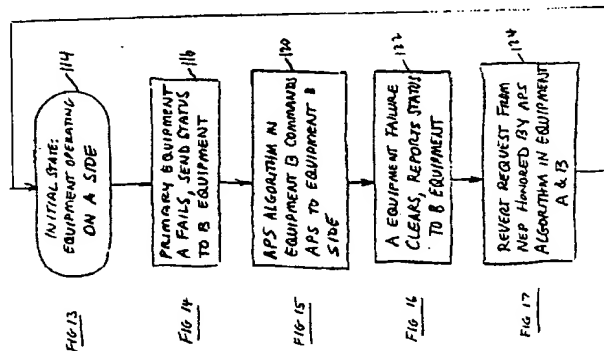 114
INITIAL STATE:
EQUIPMENT OPERATING
ON A SIDE
FIG 13
116
PRIMARY EQUIPMENT
A FAILS, SEND STATUS
TO B EQUIPMENT
FIG 14
120
APS ALGORITHM IN
EQUIPMENT B COMMANDS
APS TO EQUIPMENT B
SIDE
FIG 15
122
A EQUIPMENT FAILURE
CLEARS, REPORTS STATUS
TO B EQUIPMENT
FIG 16
124
REVERT REQUEST FROM
NEP HONORED BY APS
ALGORITHM IN EQUIPMENT
A & B
FIG 17